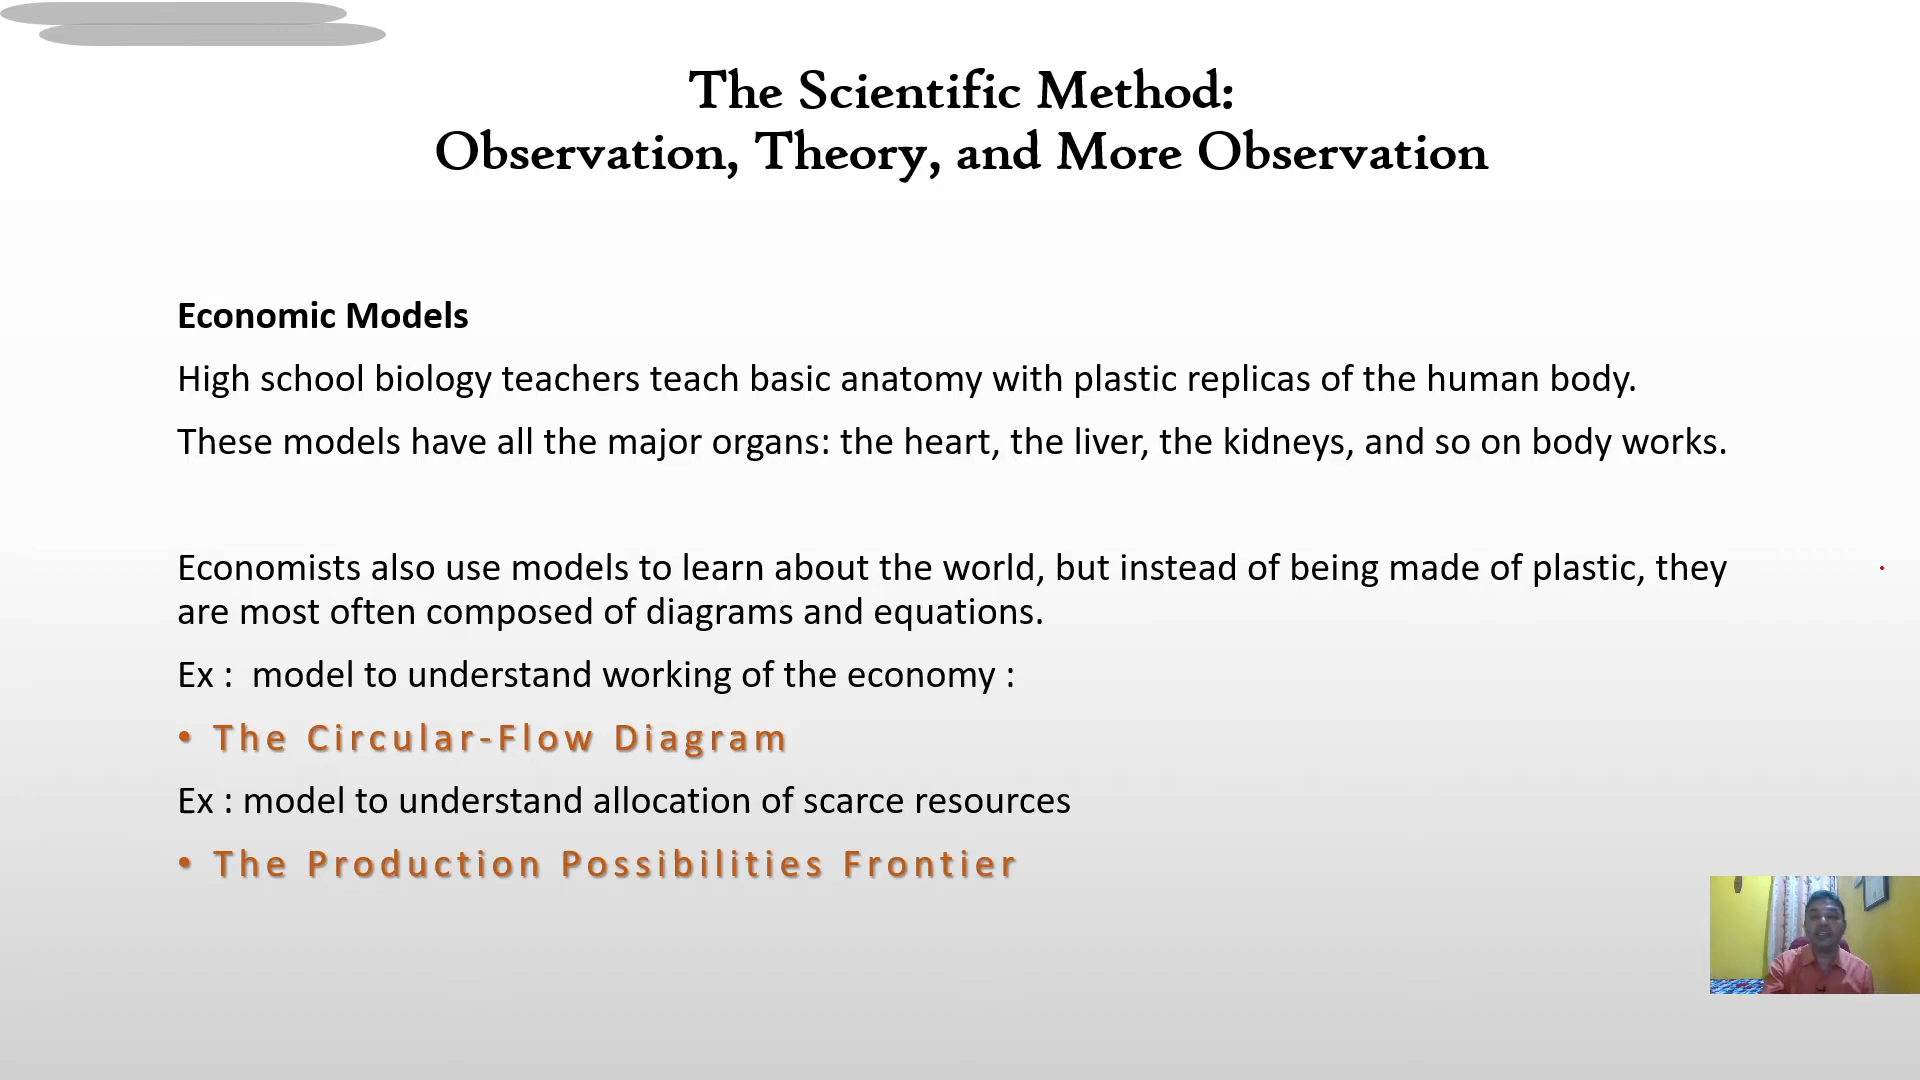 The Scientific Method:
Observation, Theory, and More Observation
Economic Models
High school biology teachers teach basic anatomy with plastic replicas of the human body.
These models have all the major organs: the heart, the liver, the kidneys, and so on body works.
Economists also use models to learn about the world, but instead of being made of plastic, they
are most often composed of diagrams and equations.
Ex :  model to understand working of the economy :
• The Circular-Flow Diagram
Ex : model to understand allocation of scarce resources
• The Production Possibilities Frontier